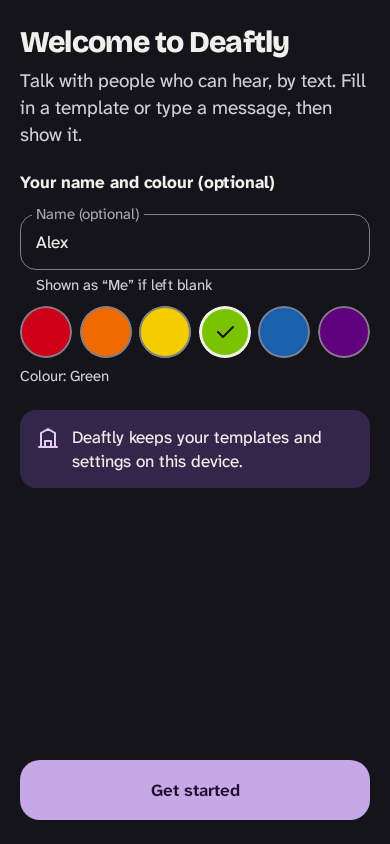 Welcome to Deaftly
Talk with people who can hear, by text. Fill
in a template or type a message, then
show it.
Your name and colour (optional)
Name (optional)
Alex
Shown as “Me” if left blank
Colour: Green
Deaftly keeps your templates and
settings on this device.
Get started